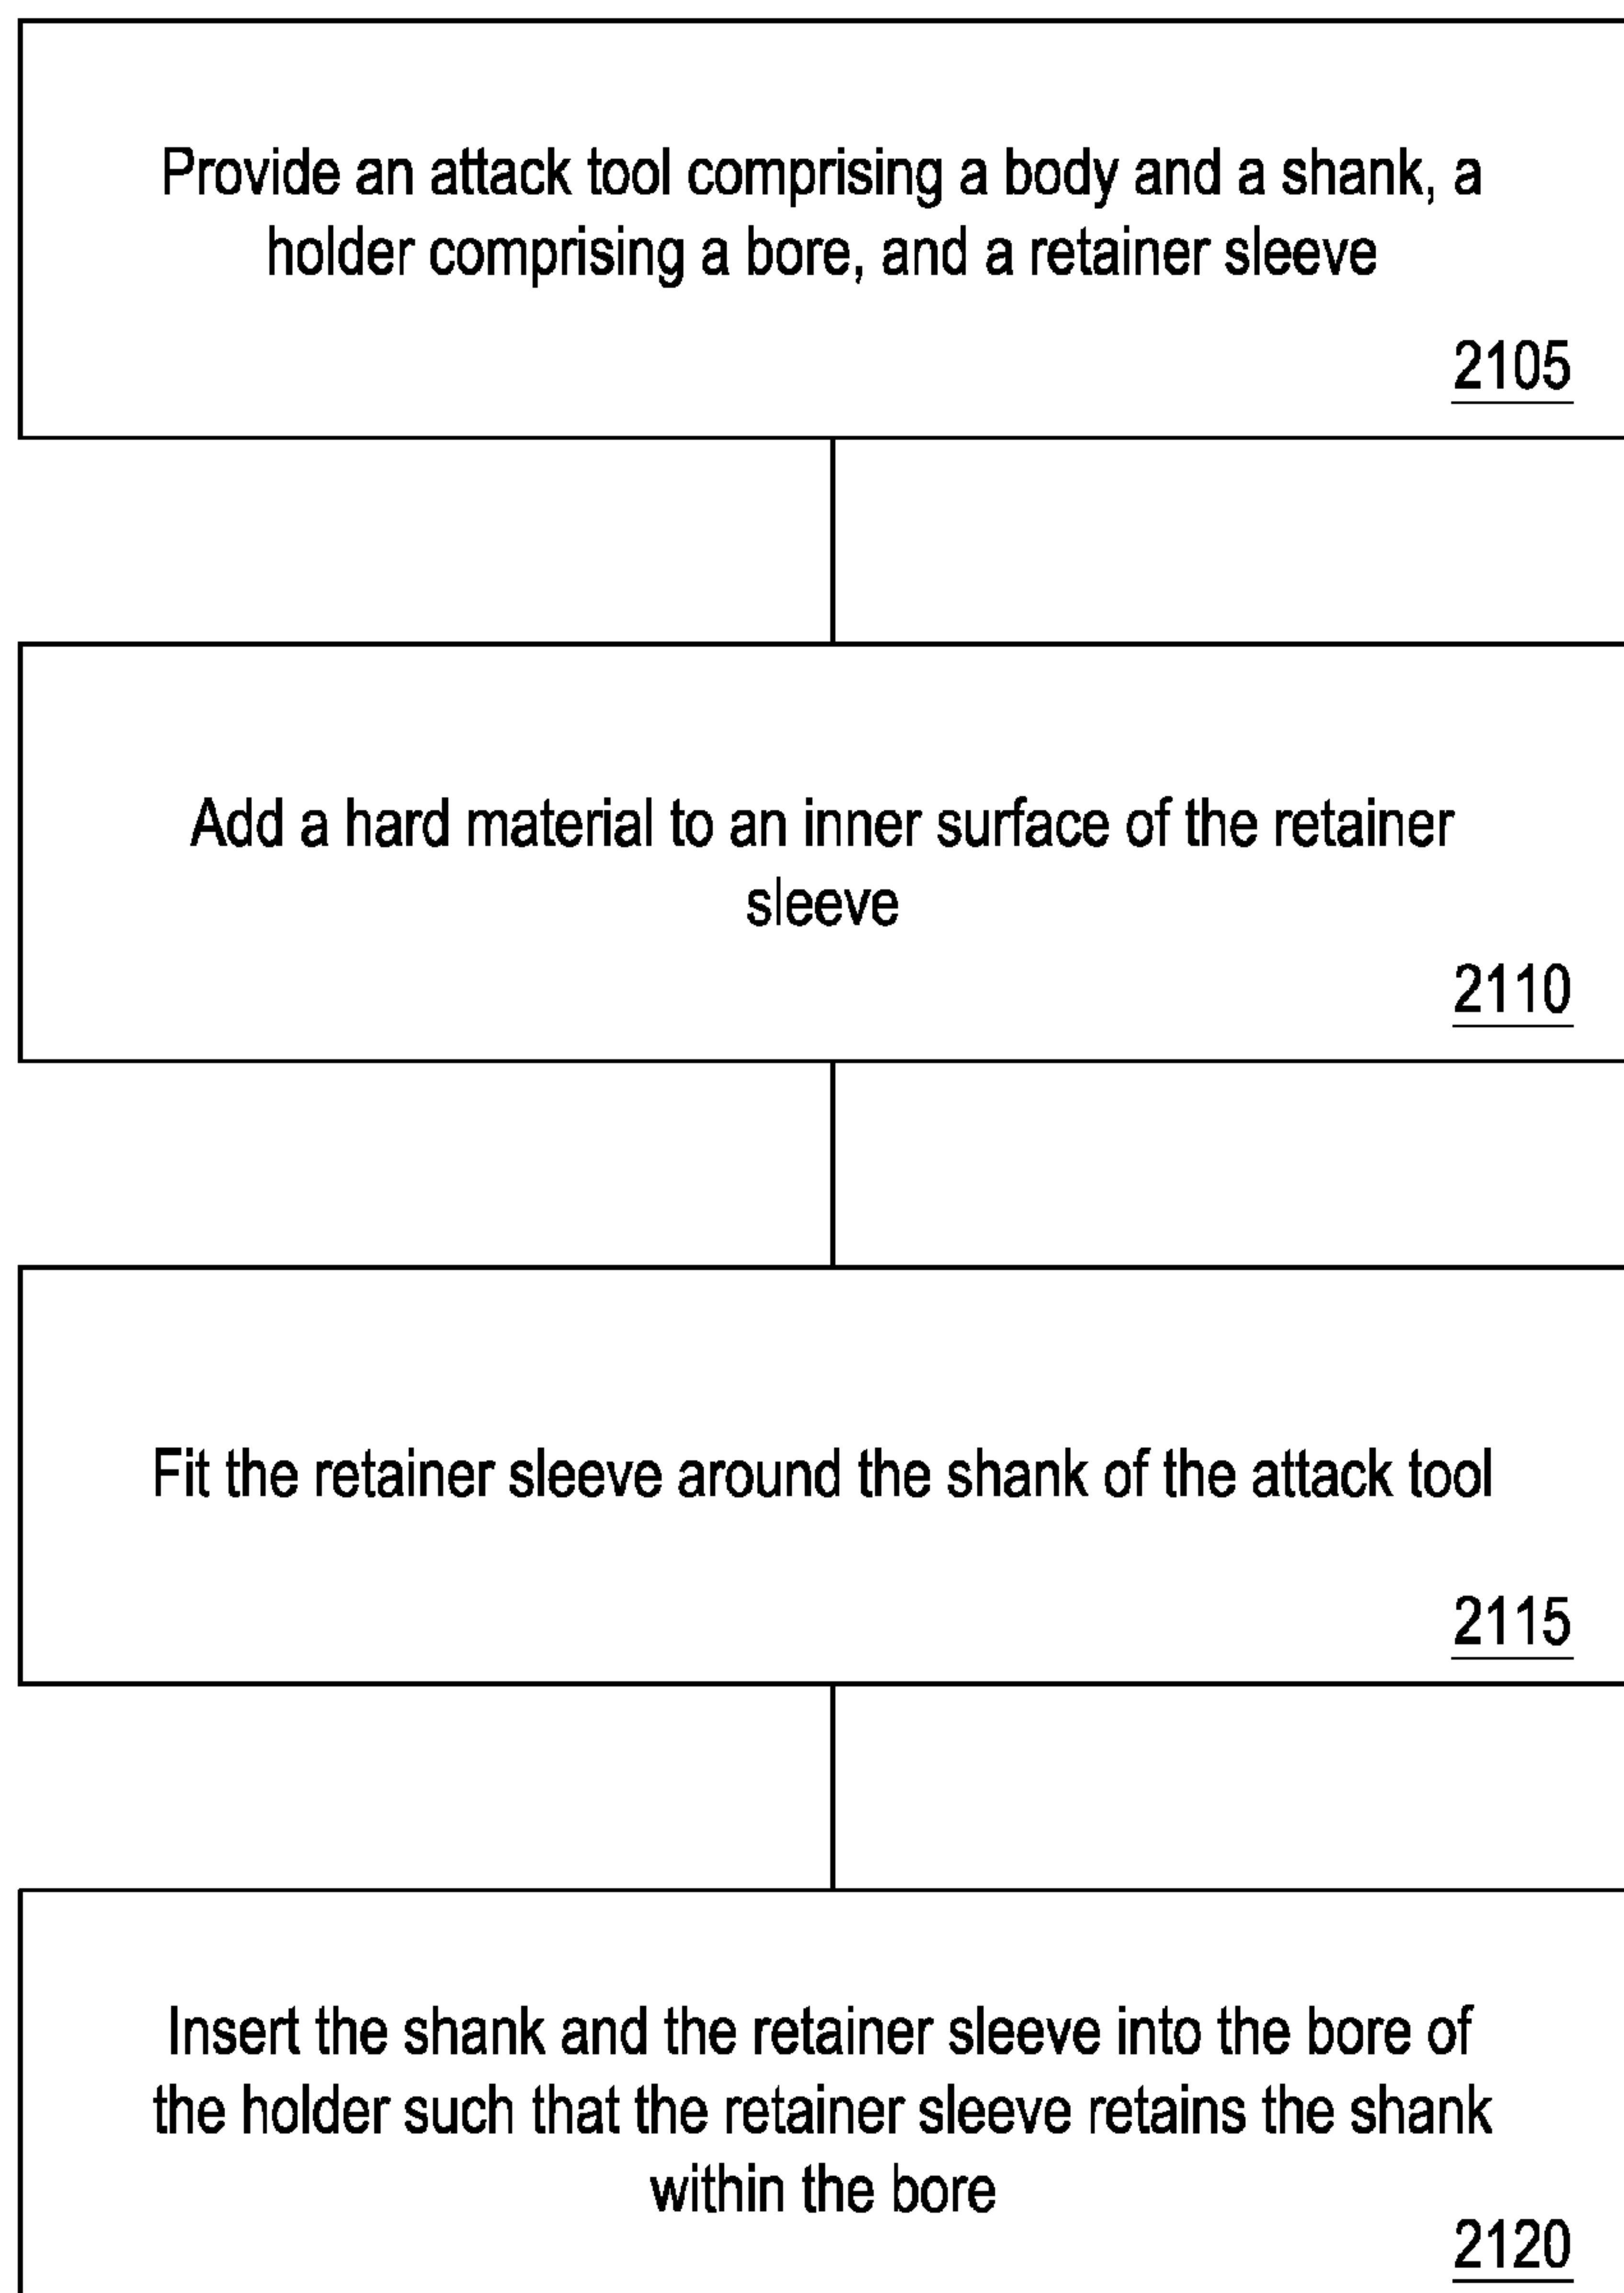 Provide an attack tool comprising a body and a shank, a
holder comprising a bore, and a retainer sleeve
2105
Add a hard material to an inner surface of the retainer
sleeve
2110
Fit the retainer sleeve around the shank of the attack tool
2115
Insert the shank and the retainer sleeve into the bore of
the holder such that the retainer sleeve retains the shank
within the bore
2120